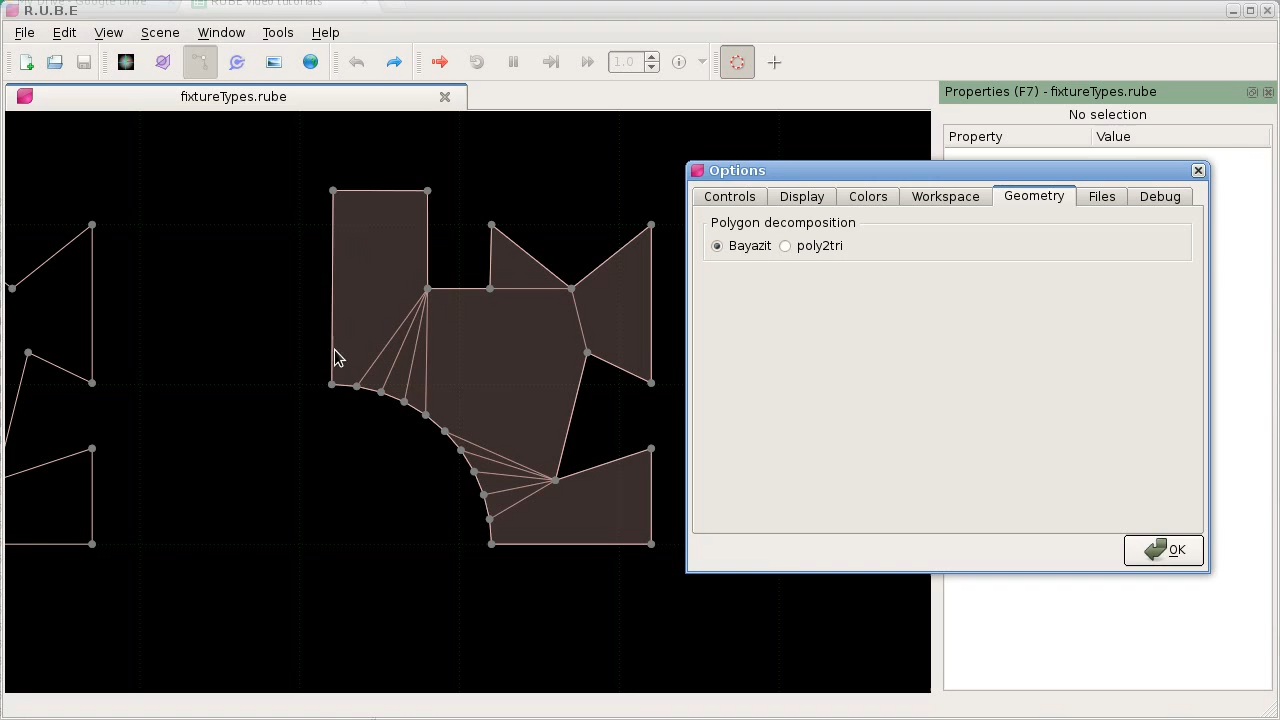 R.U.B.E
File Edit View Scene Window Tools Help
1.0
fixtureTypes.rube
Properties (F7) - fixtureTypes.rube
No selection
Property Value
Options
Controls Display Colors Workspace Geometry Files Debug
Polygon decomposition
Bayazit poly2tri
OK